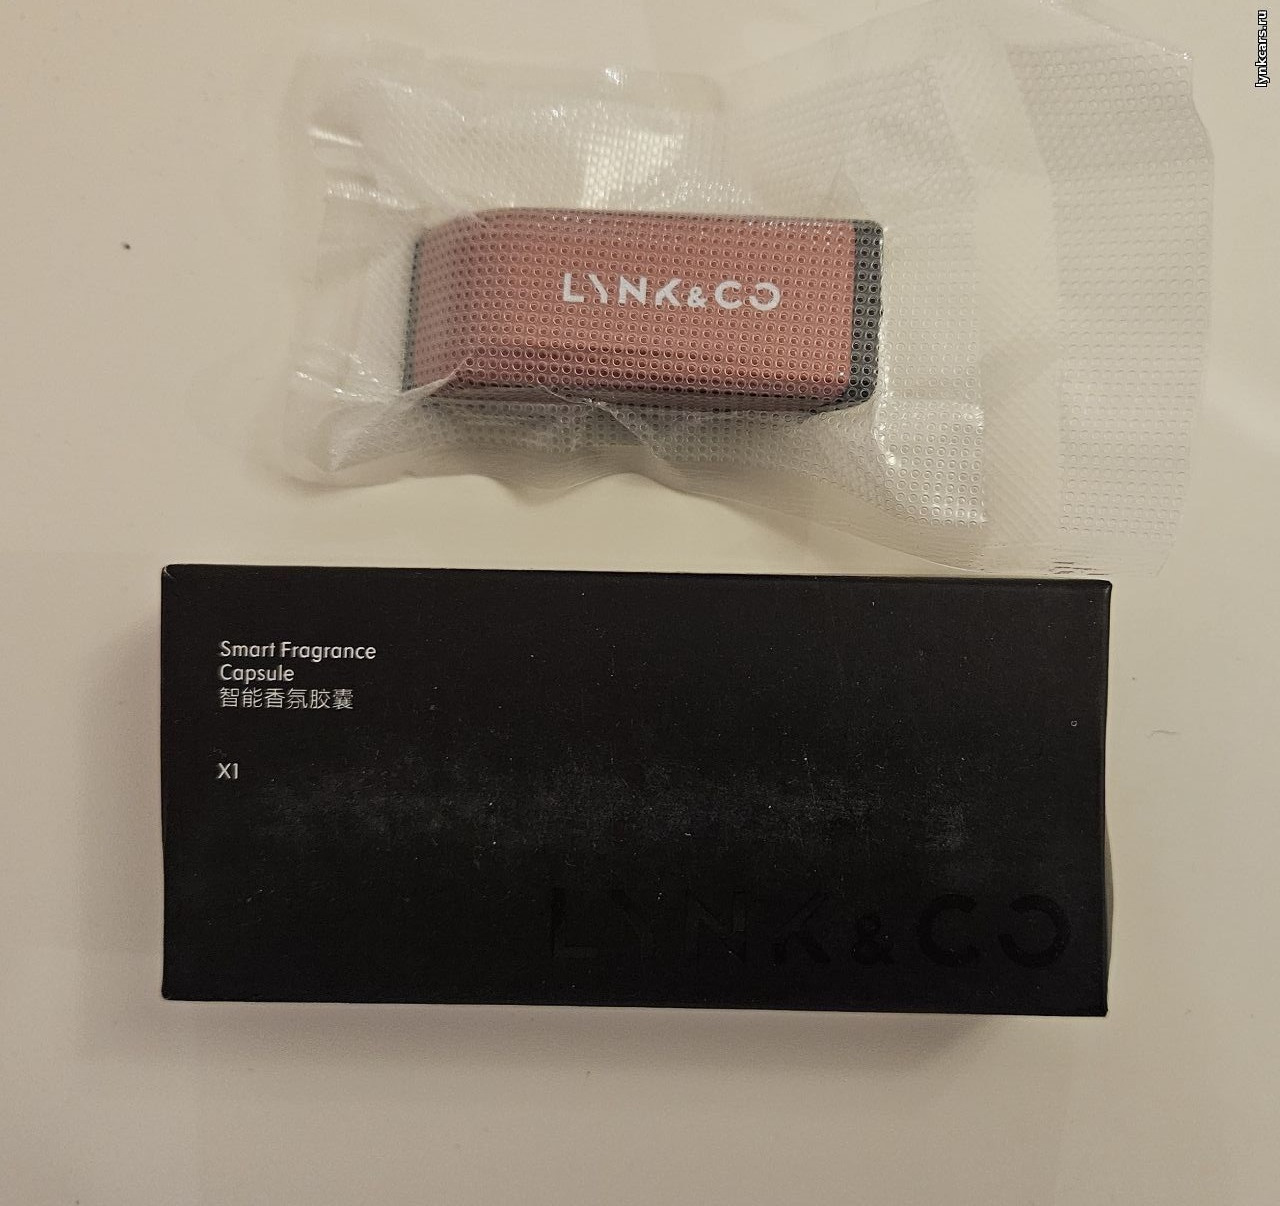 lynkcars.ru
LYNK&CO
Smart Fragrance
Capsule
智能香氛胶囊
X1
LYNK&CO